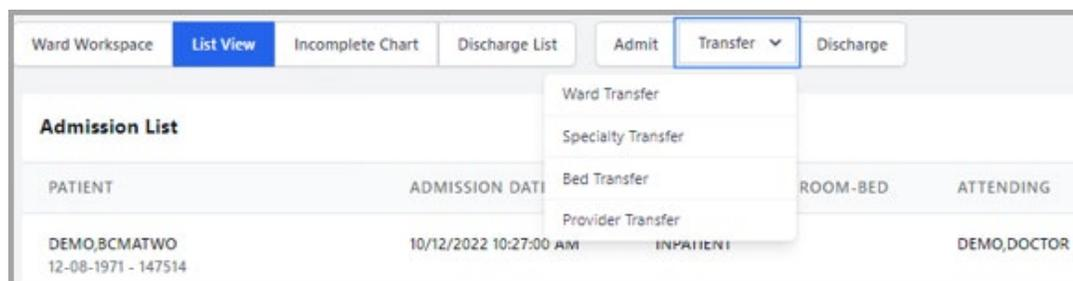 Ward Workspace List View Incomplete Chart Discharge List Admit Transfer Discharge
Ward Transfer
Specialty Transfer
Bed Transfer
Provider Transfer
Admission List
PATIENT ADMISSION DATE ROOM-BED ATTENDING
DEMO,BCMATWO 10/12/2022 10:27:00 AM INPATIENT DEMO,DOCTOR
12-08-1971 - 147514